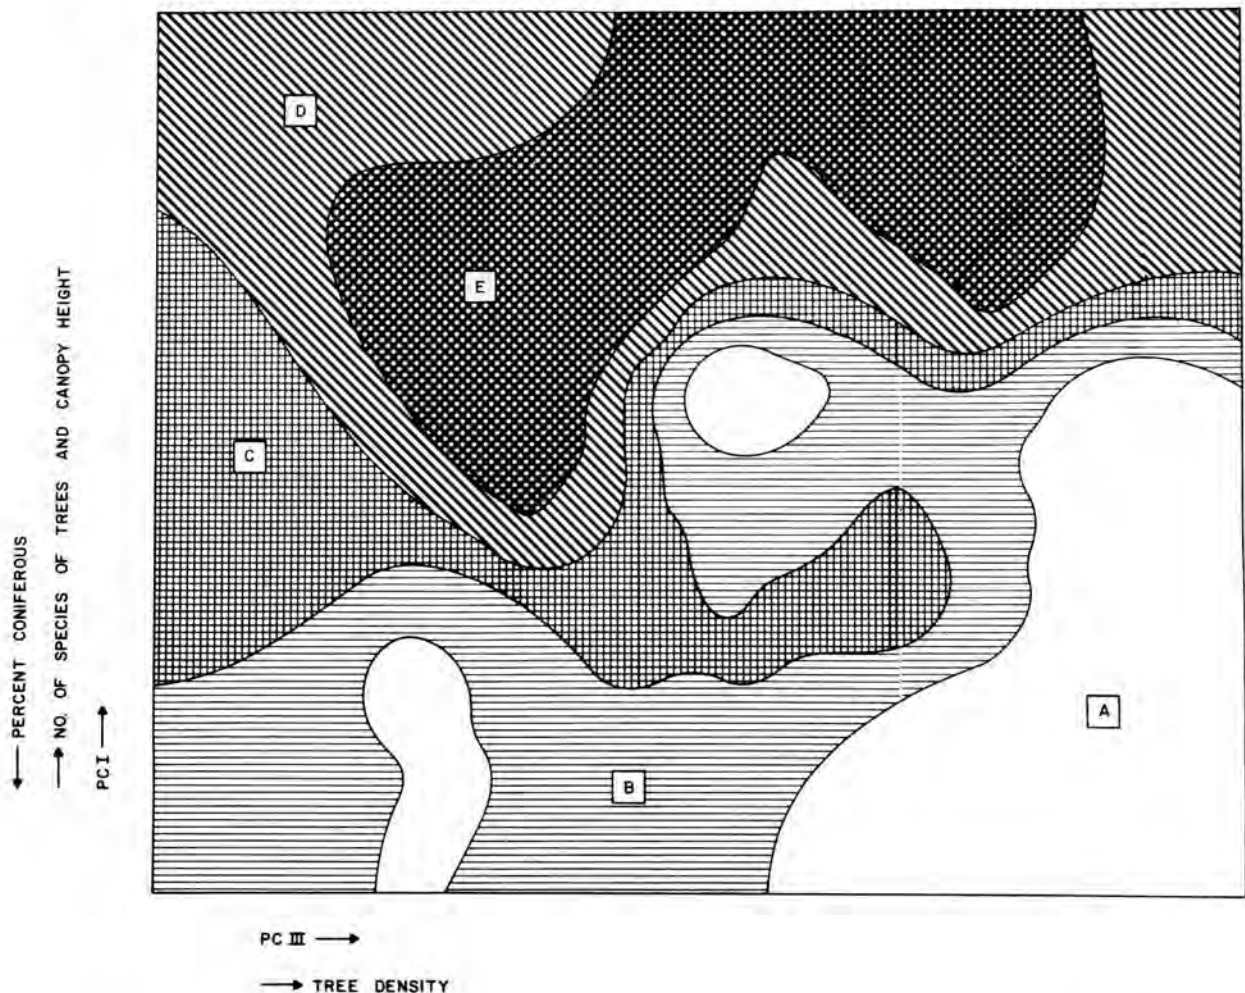 D
E
C
A
B
PERCENT CONIFEROUS
NO. OF SPECIES OF TREES AND CANOPY HEIGHT
PC I
PC III
TREE DENSITY